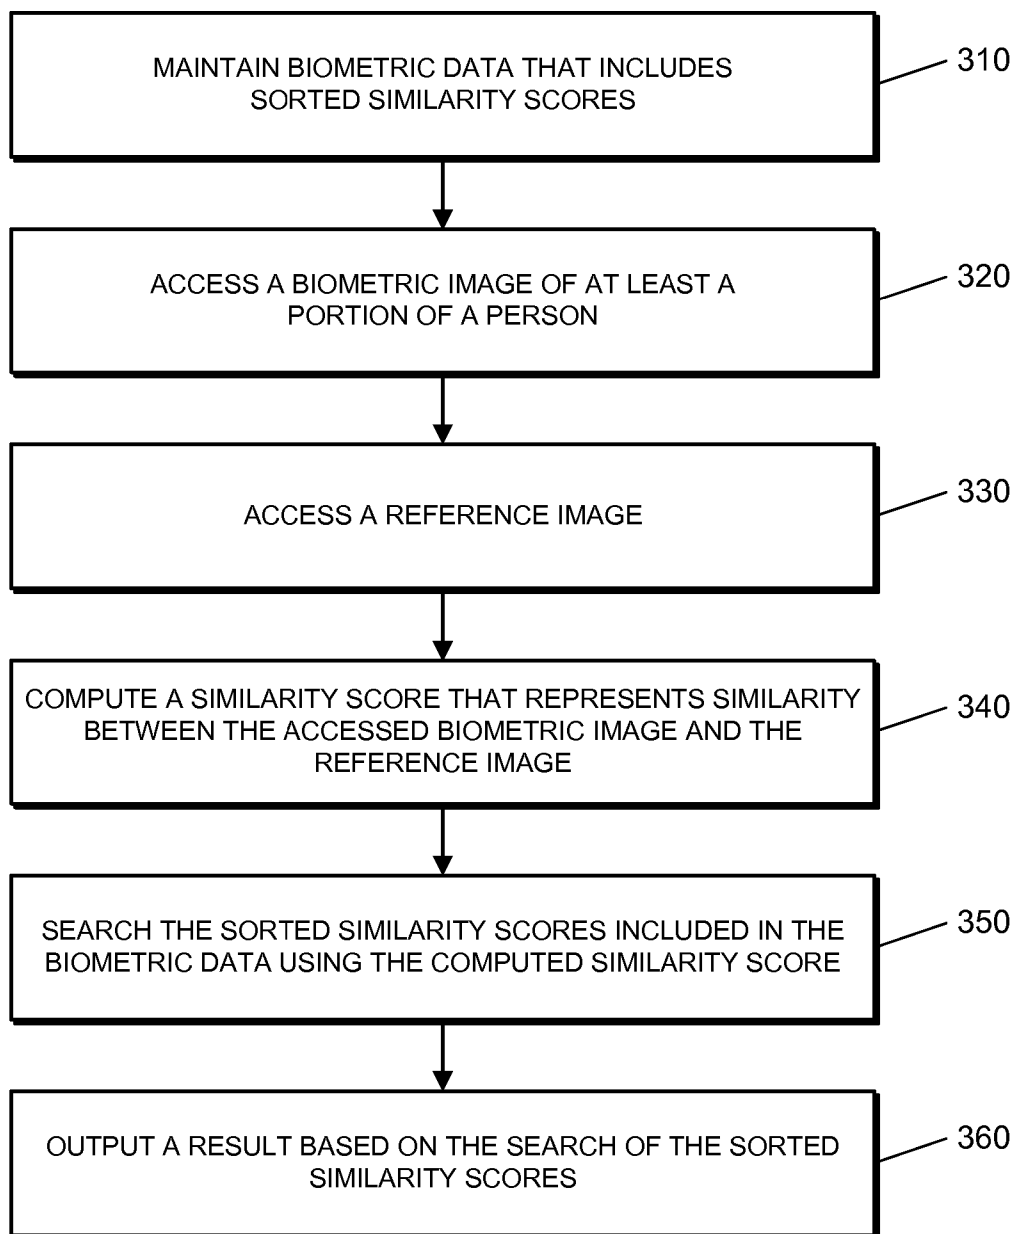 MAINTAIN BIOMETRIC DATA THAT INCLUDES
SORTED SIMILARITY SCORES
310
ACCESS A BIOMETRIC IMAGE OF AT LEAST A
PORTION OF A PERSON
320
ACCESS A REFERENCE IMAGE
330
COMPUTE A SIMILARITY SCORE THAT REPRESENTS SIMILARITY
BETWEEN THE ACCESSED BIOMETRIC IMAGE AND THE
REFERENCE IMAGE
340
SEARCH THE SORTED SIMILARITY SCORES INCLUDED IN THE
BIOMETRIC DATA USING THE COMPUTED SIMILARITY SCORE
350
OUTPUT A RESULT BASED ON THE SEARCH OF THE SORTED
SIMILARITY SCORES
360